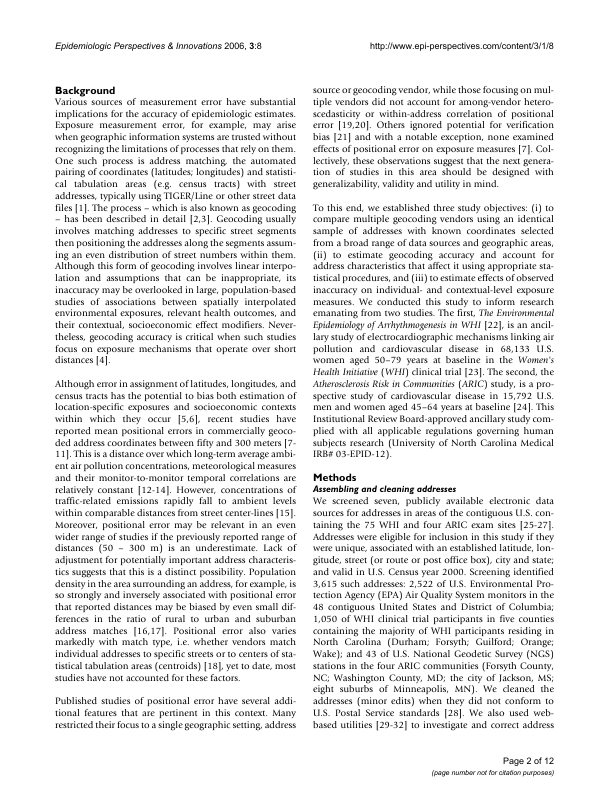 Epidemiologic Perspectives & Innovations 2006, 3:8
http://www.epi-perspectives.com/content/3/1/8
Background
Various sources of measurement error have substantial
implications for the accuracy of epidemiologic estimates.
Exposure measurement error, for example, may arise
when geographic information systems are trusted without
recognizing the limitations of processes that rely on them.
One such process is address matching, the automated
pairing of coordinates (latitudes; longitudes) and statisti-
cal tabulation areas (e.g. census tracts) with street
addresses, typically using TIGER/Line or other street data
files [1]. The process – which is also known as geocoding
– has been described in detail [2,3]. Geocoding usually
involves matching addresses to specific street segments
then positioning the addresses along the segments assum-
ing an even distribution of street numbers within them.
Although this form of geocoding involves linear interpo-
lation and assumptions that can be inappropriate, its
inaccuracy may be overlooked in large, population-based
studies of associations between spatially interpolated
environmental exposures, relevant health outcomes, and
their contextual, socioeconomic effect modifiers. Never-
theless, geocoding accuracy is critical when such studies
focus on exposure mechanisms that operate over short
distances [4].
Although error in assignment of latitudes, longitudes, and
census tracts has the potential to bias both estimation of
location-specific exposures and socioeconomic contexts
within which they occur [5,6], recent studies have
reported mean positional errors in commercially geoco-
ded address coordinates between fifty and 300 meters [7-
11]. This is a distance over which long-term average ambi-
ent air pollution concentrations, meteorological measures
and their monitor-to-monitor temporal correlations are
relatively constant [12-14]. However, concentrations of
traffic-related emissions rapidly fall to ambient levels
within comparable distances from street center-lines [15].
Moreover, positional error may be relevant in an even
wider range of studies if the previously reported range of
distances (50 – 300 m) is an underestimate. Lack of
adjustment for potentially important address characteris-
tics suggests that this is a distinct possibility. Population
density in the area surrounding an address, for example, is
so strongly and inversely associated with positional error
that reported distances may be biased by even small dif-
ferences in the ratio of rural to urban and suburban
address matches [16,17]. Positional error also varies
markedly with match type, i.e. whether vendors match
individual addresses to specific streets or to centers of sta-
tistical tabulation areas (centroids) [18], yet to date, most
studies have not accounted for these factors.
Published studies of positional error have several addi-
tional features that are pertinent in this context. Many
restricted their focus to a single geographic setting, address
source or geocoding vendor, while those focusing on mul-
tiple vendors did not account for among-vendor hetero-
scedasticity or within-address correlation of positional
error [19,20]. Others ignored potential for verification
bias [21] and with a notable exception, none examined
effects of positional error on exposure measures [7]. Col-
lectively, these observations suggest that the next genera-
tion of studies in this area should be designed with
generalizability, validity and utility in mind.
To this end, we established three study objectives: (i) to
compare multiple geocoding vendors using an identical
sample of addresses with known coordinates selected
from a broad range of data sources and geographic areas,
(ii) to estimate geocoding accuracy and account for
address characteristics that affect it using appropriate sta-
tistical procedures, and (iii) to estimate effects of observed
inaccuracy on individual- and contextual-level exposure
measures. We conducted this study to inform research
emanating from two studies. The first, The Environmental
Epidemiology of Arrhythmogenesis in WHI [22], is an ancil-
lary study of electrocardiographic mechanisms linking air
pollution and cardiovascular disease in 68,133 U.S.
women aged 50–79 years at baseline in the Women's
Health Initiative (WHI) clinical trial [23]. The second, the
Atherosclerosis Risk in Communities (ARIC) study, is a pro-
spective study of cardiovascular disease in 15,792 U.S.
men and women aged 45–64 years at baseline [24]. This
Institutional Review Board-approved ancillary study com-
plied with all applicable regulations governing human
subjects research (University of North Carolina Medical
IRB# 03-EPID-12).
Methods
Assembling and cleaning addresses
We screened seven, publicly available electronic data
sources for addresses in areas of the contiguous U.S. con-
taining the 75 WHI and four ARIC exam sites [25-27].
Addresses were eligible for inclusion in this study if they
were unique, associated with an established latitude, lon-
gitude, street (or route or post office box), city and state;
and valid in U.S. Census year 2000. Screening identified
3,615 such addresses: 2,522 of U.S. Environmental Pro-
tection Agency (EPA) Air Quality System monitors in the
48 contiguous United States and District of Columbia;
1,050 of WHI clinical trial participants in five counties
containing the majority of WHI participants residing in
North Carolina (Durham; Forsyth; Guilford; Orange;
Wake); and 43 of U.S. National Geodetic Survey (NGS)
stations in the four ARIC communities (Forsyth County,
NC; Washington County, MD; the city of Jackson, MS;
eight suburbs of Minneapolis, MN). We cleaned the
addresses (minor edits) when they did not conform to
U.S. Postal Service standards [28]. We also used web-
based utilities [29-32] to investigate and correct address
Page 2 of 12
(page number not for citation purposes)